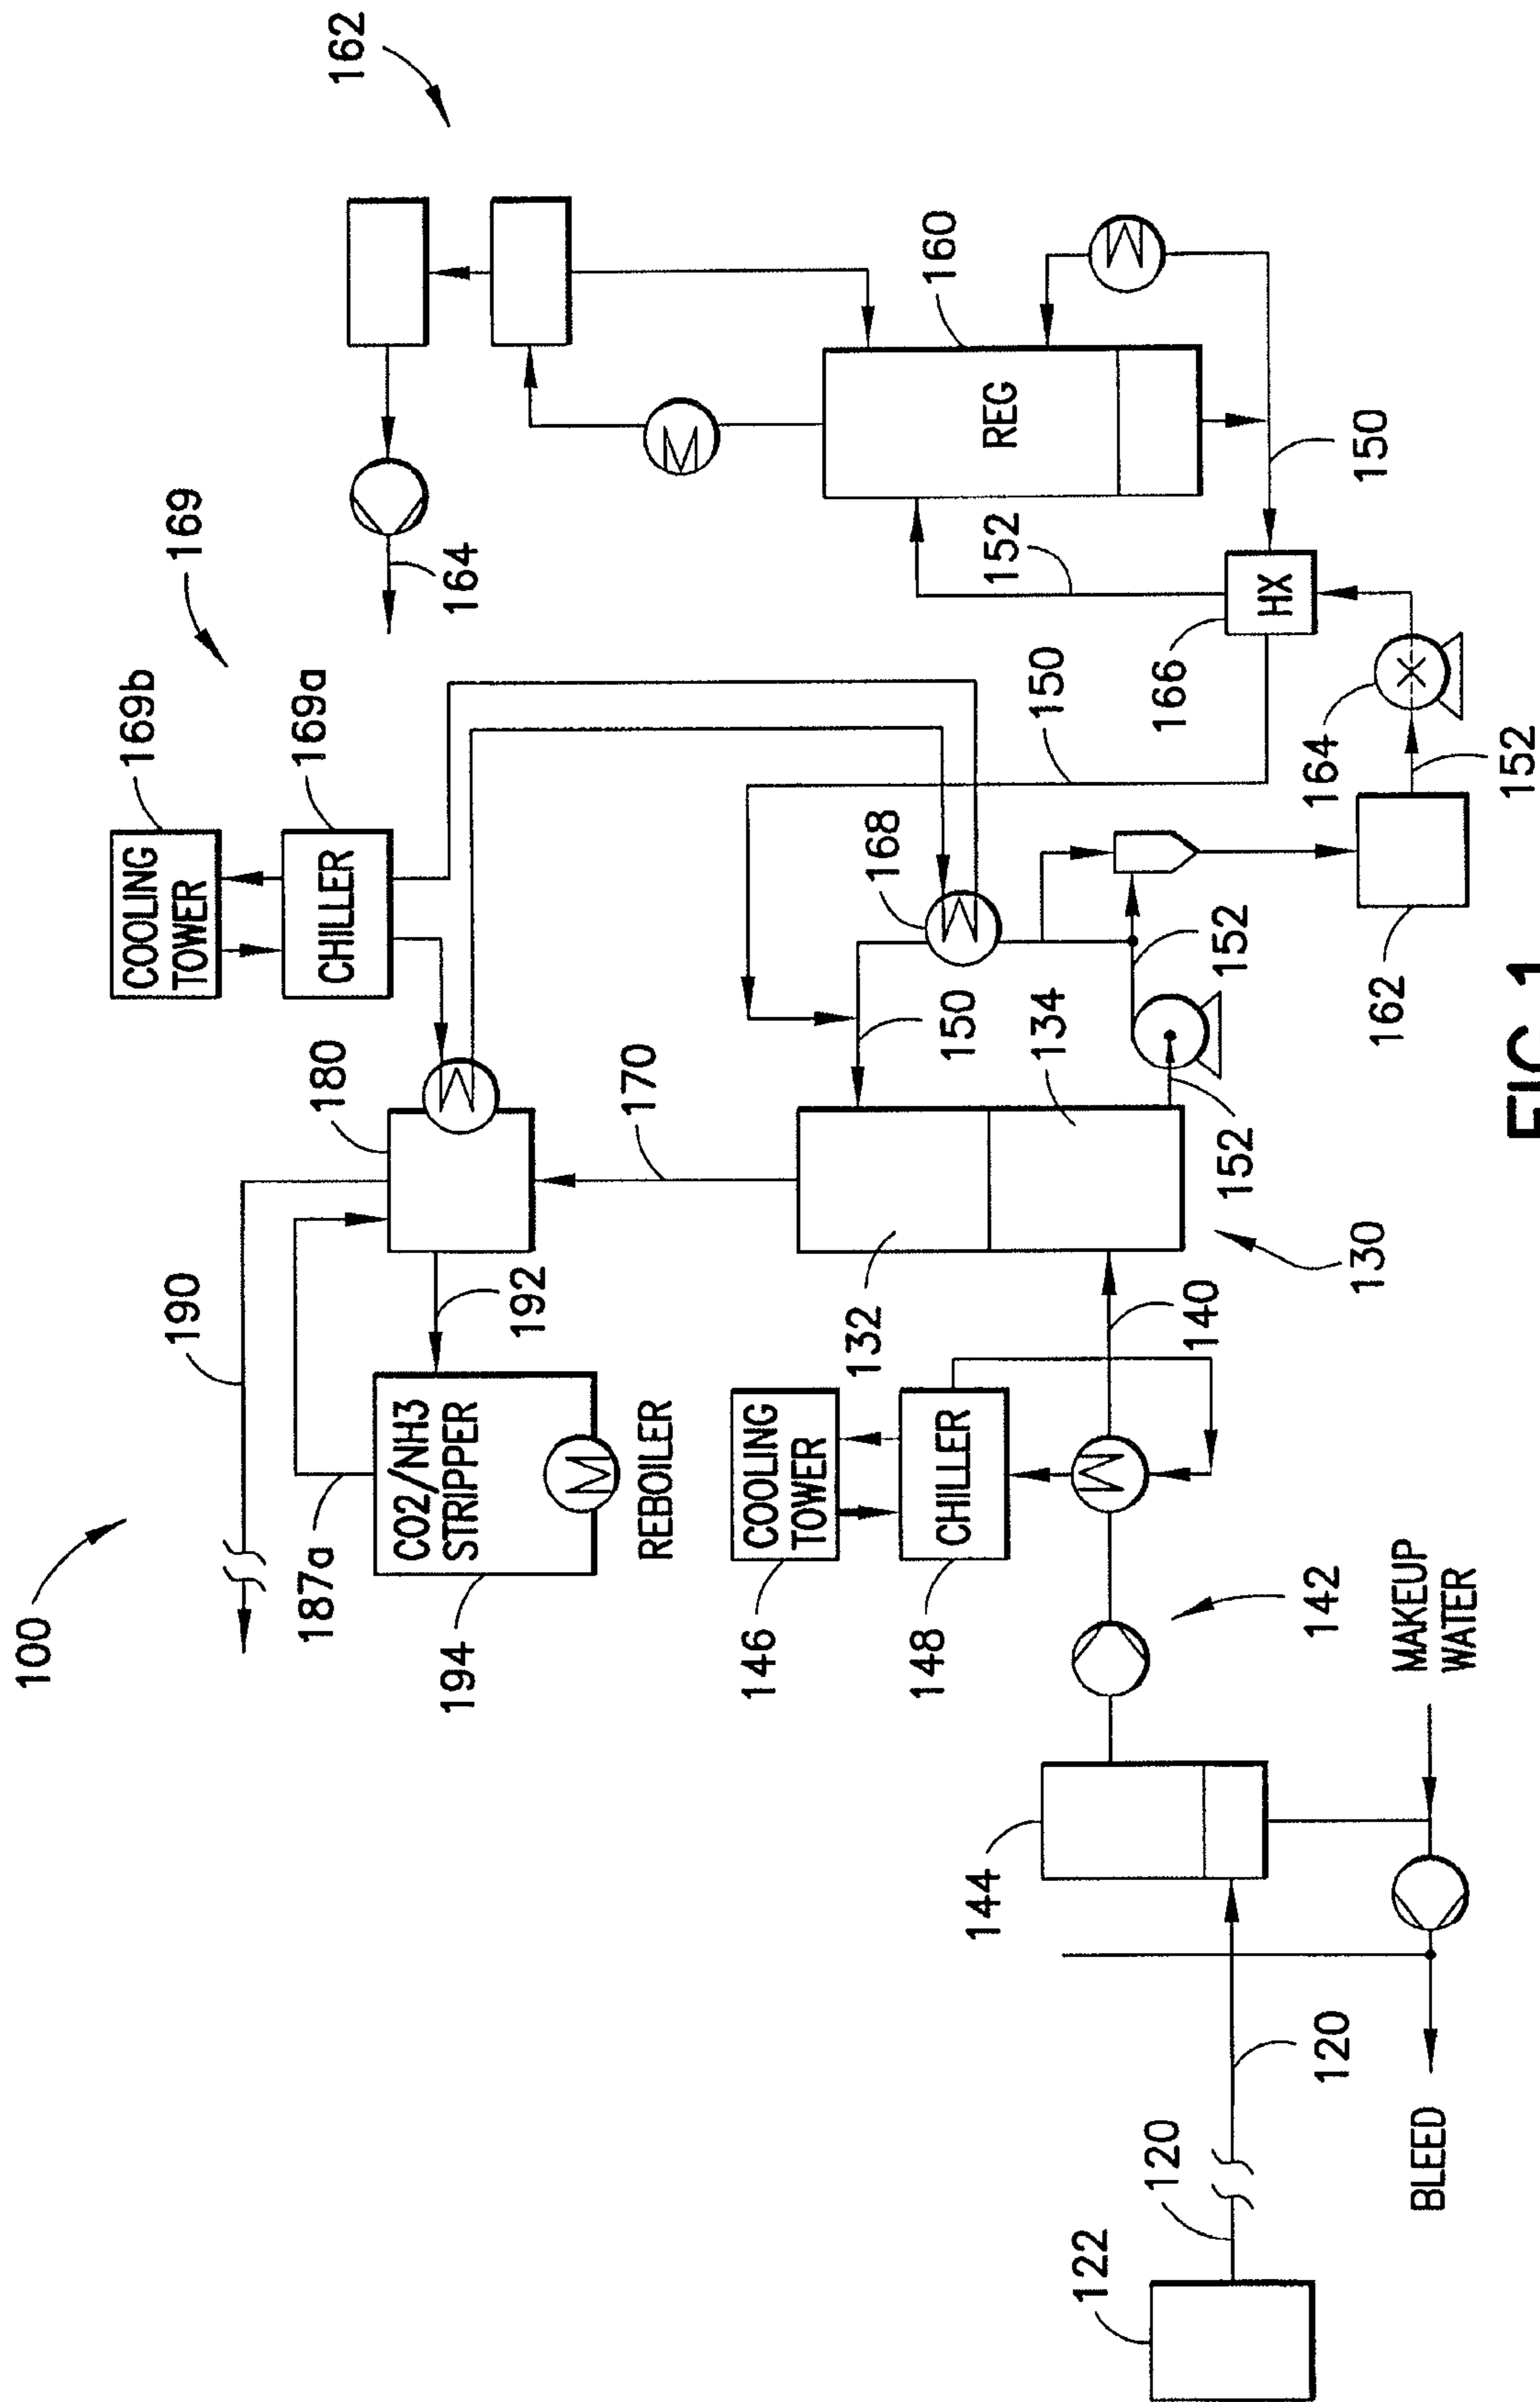 100
190
187a
CO2/NH3
STRIPPER
194
REBOILER
192
180
170
COOLING
TOWER
169b
CHILLER
169a
169
164
162
REG
160
150
152
HX
166
164
152
162
150
168
150
152
152
134
132
130
140
COOLING
TOWER
146
CHILLER
148
142
144
MAKEUP
WATER
BLEED
120
120
122
FIG. 1